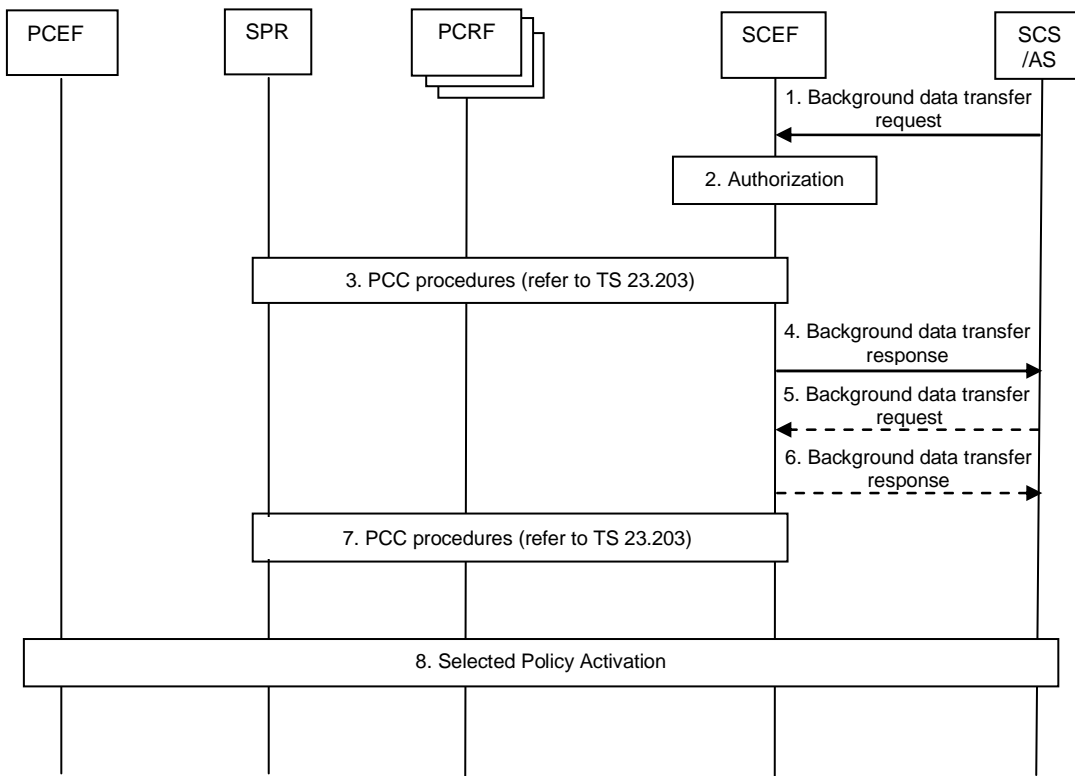 PCEF
SPR
PCRF
SCEF
SCS
/AS
1. Background data transfer
request
2. Authorization
3. PCC procedures (refer to TS 23.203)
4. Background data transfer
response
5. Background data transfer
request
6. Background data transfer
response
7. PCC procedures (refer to TS 23.203)
8. Selected Policy Activation